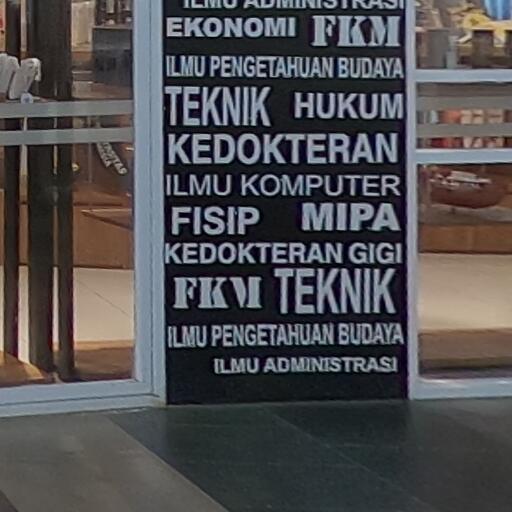 ILMU ADMINISTRASI
EKONOMI FKM
ILMU PENGETAHUAN BUDAYA
TEKNIK HUKUM
KEDOKTERAN
ILMU KOMPUTER
FISIP MIPA
KEDOKTERAN GIGI
FKM TEKNIK
ILMU PENGETAHUAN BUDAYA
ILMU ADMINISTRASI